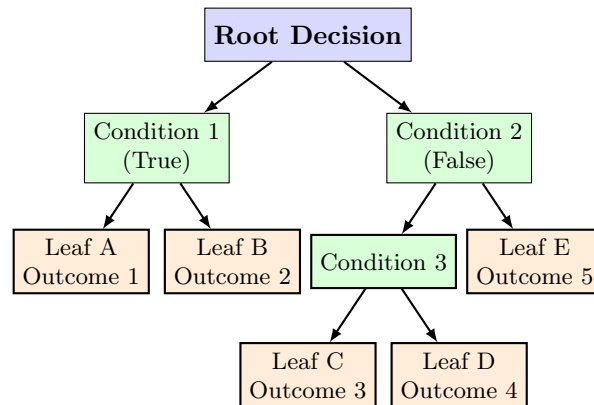 Root Decision
Condition 1
(True)
Condition 2
(False)
Leaf A
Outcome 1
Leaf B
Outcome 2
Condition 3
Leaf E
Outcome 5
Leaf C
Outcome 3
Leaf D
Outcome 4